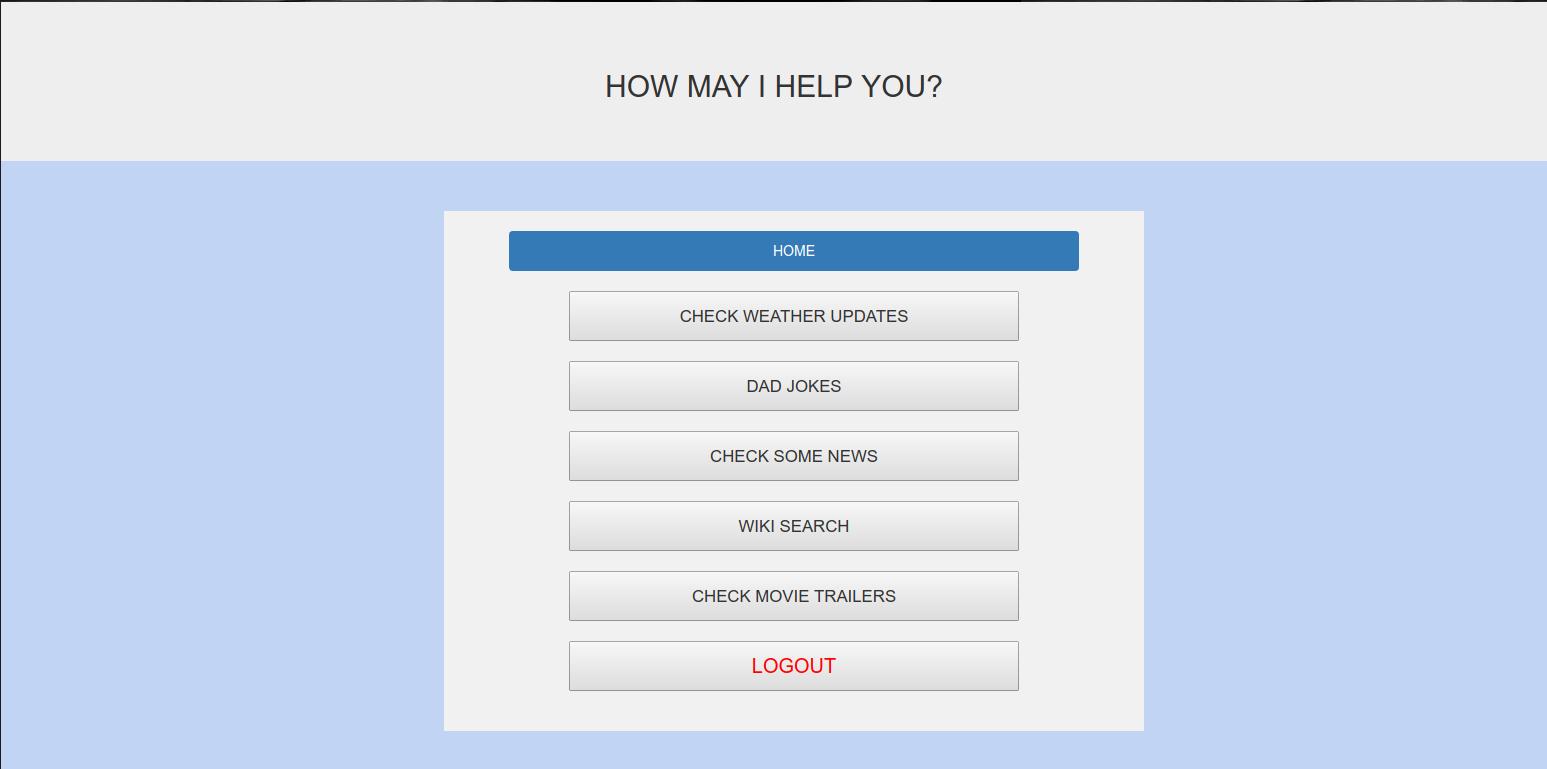 HOW MAY I HELP YOU?
HOME
CHECK WEATHER UPDATES
DAD JOKES
CHECK SOME NEWS
WIKI SEARCH
CHECK MOVIE TRAILERS
LOGOUT